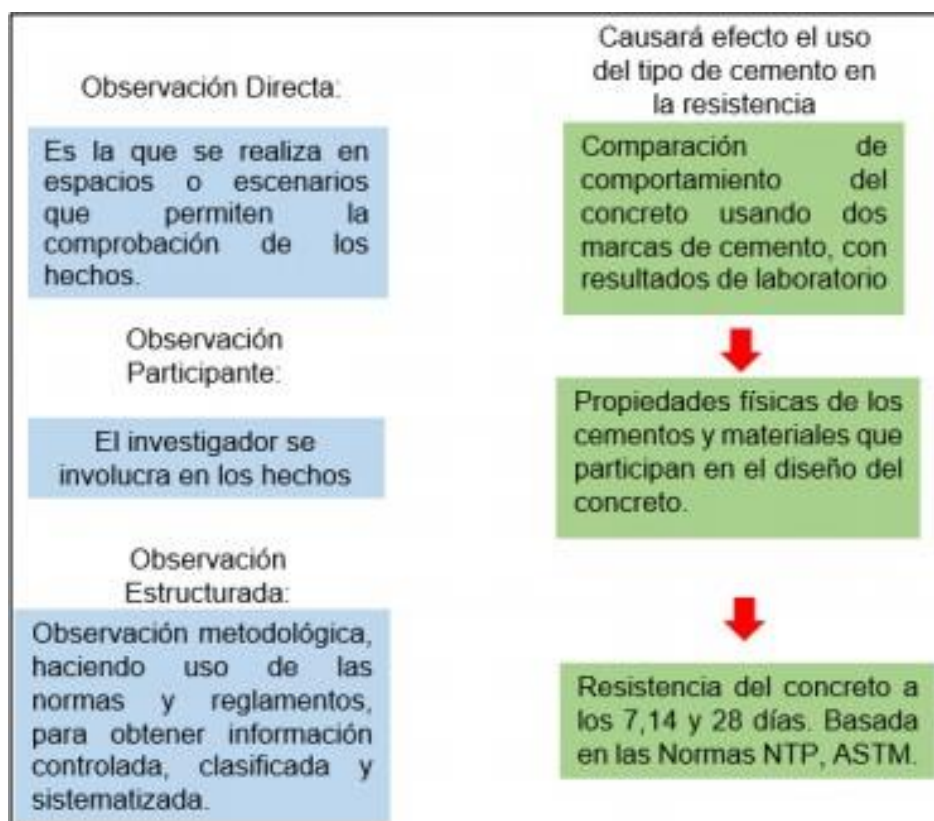 Observación Directa:
Es la que se realiza en
espacios o escenarios
que permiten la
comprobación de los
hechos.
Observación
Participante:
El investigador se
involucra en los hechos
Observación
Estructurada:
Observación metodológica,
haciendo uso de las
normas y reglamentos,
para obtener información
controlada, clasificada y
sistematizada.
Causará efecto el uso
del tipo de cemento en
la resistencia
Comparación de
comportamiento del
concreto usando dos
marcas de cemento, con
resultados de laboratorio
Propiedades físicas de los
cementos y materiales que
participan en el diseño del
concreto.
Resistencia del concreto a
los 7,14 y 28 días. Basada
en las Normas NTP, ASTM.